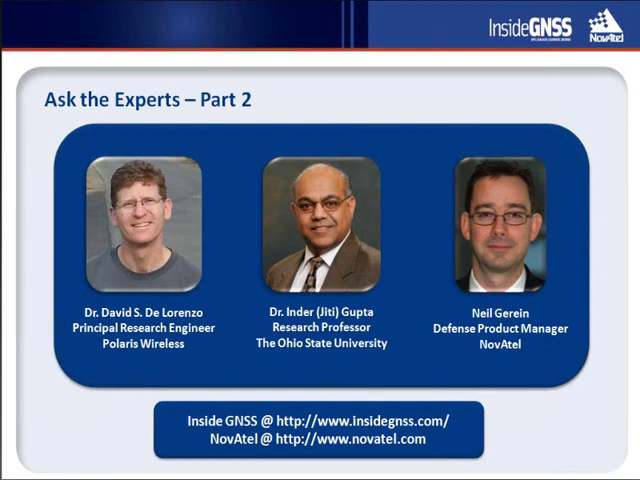 InsideGNSS
NovAtel
Ask the Experts – Part 2
Dr. David S. De Lorenzo
Principal Research Engineer
Polaris Wireless
Dr. Inder (Jiti) Gupta
Research Professor
The Ohio State University
Neil Gerein
Defense Product Manager
NovAtel
Inside GNSS @ http://www.insidegnss.com/
NovAtel @ http://www.novatel.com